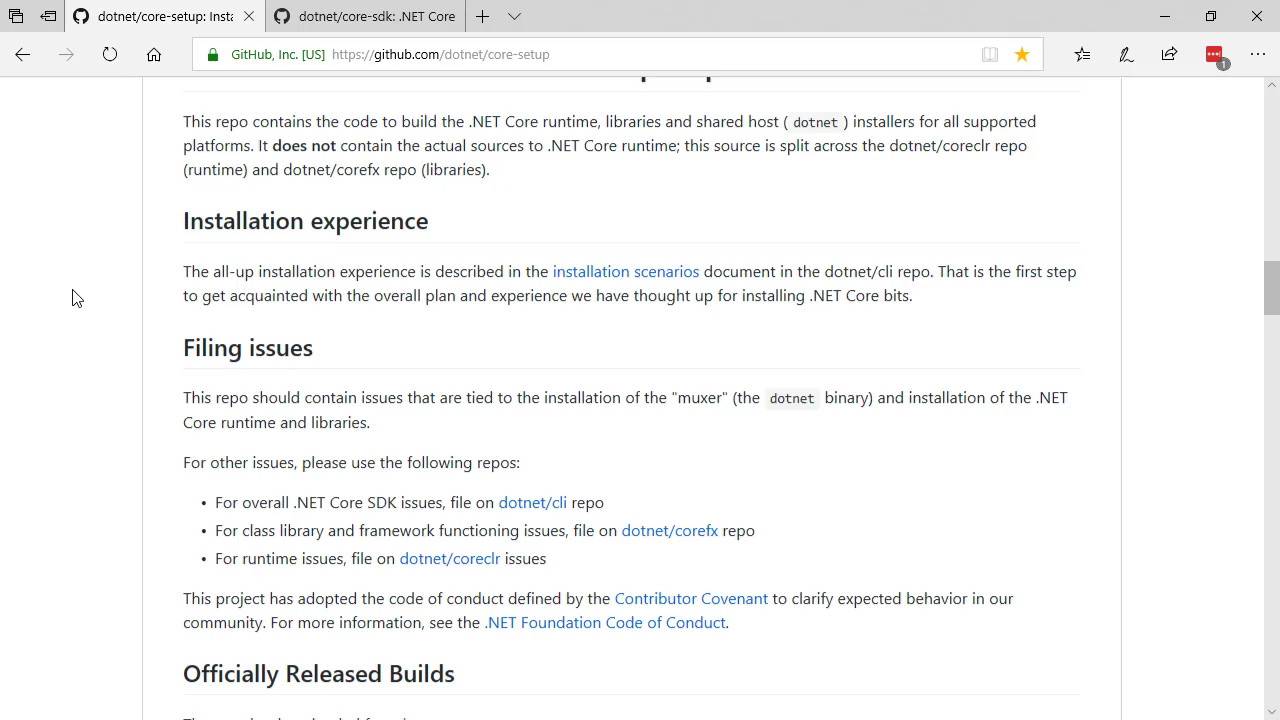 dotnet/core-setup: Insta
dotnet/core-sdk: .NET Core
GitHub, Inc. [US] https://github.com/dotnet/core-setup
1
This repo contains the code to build the .NET Core runtime, libraries and shared host ( dotnet ) installers for all supported
platforms. It does not contain the actual sources to .NET Core runtime; this source is split across the dotnet/coreclr repo
(runtime) and dotnet/corefx repo (libraries).
Installation experience
The all-up installation experience is described in the installation scenarios document in the dotnet/cli repo. That is the first step
to get acquainted with the overall plan and experience we have thought up for installing .NET Core bits.
Filing issues
This repo should contain issues that are tied to the installation of the "muxer" (the dotnet binary) and installation of the .NET
Core runtime and libraries.
For other issues, please use the following repos:
• For overall .NET Core SDK issues, file on dotnet/cli repo
• For class library and framework functioning issues, file on dotnet/corefx repo
• For runtime issues, file on dotnet/coreclr issues
This project has adopted the code of conduct defined by the Contributor Covenant to clarify expected behavior in our
community. For more information, see the .NET Foundation Code of Conduct.
Officially Released Builds